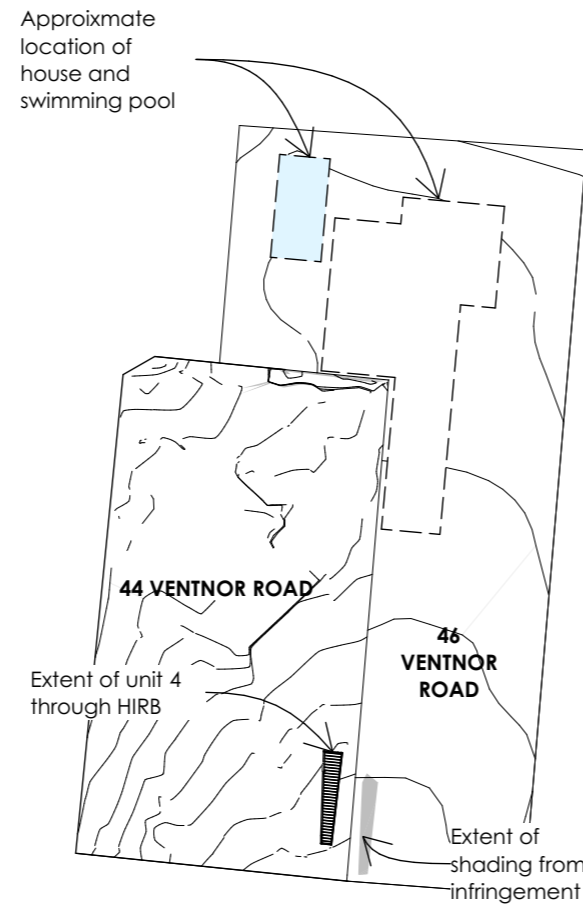 Approixmate
location of
house and
swimming pool
44 VENTNOR ROAD
46
VENTNOR
ROAD
Extent of unit 4
through HIRB
Extent of
shading from
infringement